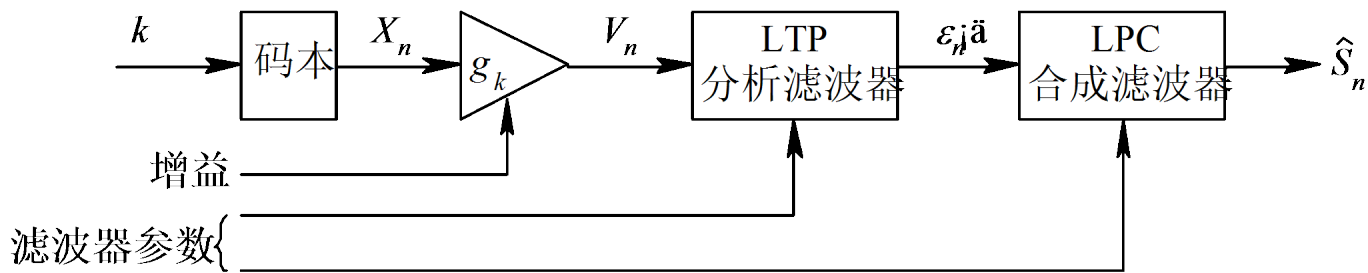 k
码本
X_n
g_k
V_n
LTP
分析滤波器
ε_n¡ä
LPC
合成滤波器
Ŝ_n
增益
滤波器参数